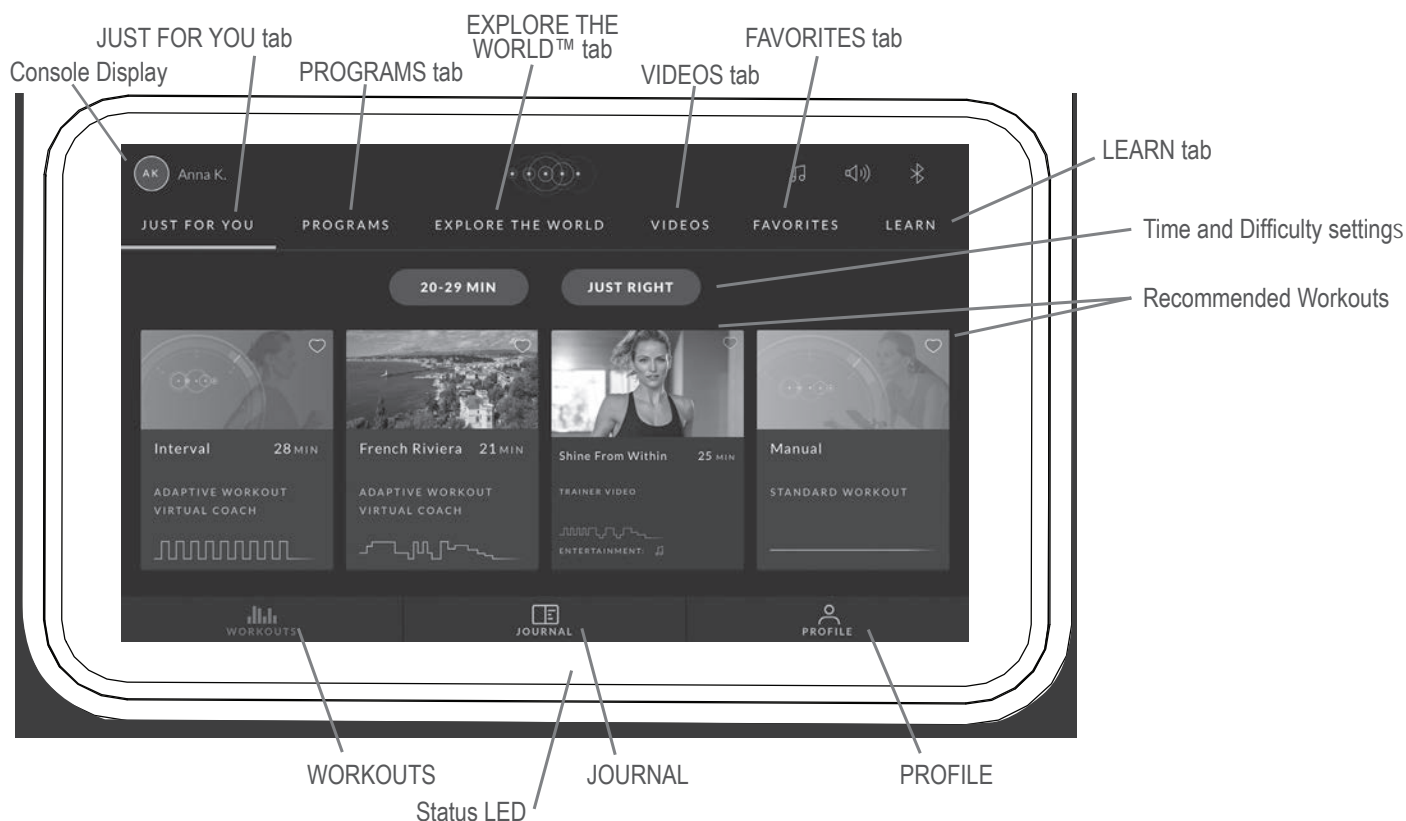 EXPLORE THE
WORLD™ tab
JUST FOR YOU tab
FAVORITES tab
Console Display
PROGRAMS tab
VIDEOS tab
LEARN tab
AK Anna K.
JUST FOR YOU PROGRAMS EXPLORE THE WORLD VIDEOS FAVORITES LEARN
Time and Difficulty settings
20-29 MIN JUST RIGHT
Recommended Workouts
Interval 28 MIN
ADAPTIVE WORKOUT
VIRTUAL COACH
French Riviera 21 MIN
ADAPTIVE WORKOUT
VIRTUAL COACH
Shine From Within 25 MIN
TRAINER VIDEO
ENTERTAINMENT:
Manual
STANDARD WORKOUT
WORKOUTS JOURNAL PROFILE
WORKOUTS JOURNAL PROFILE
Status LED